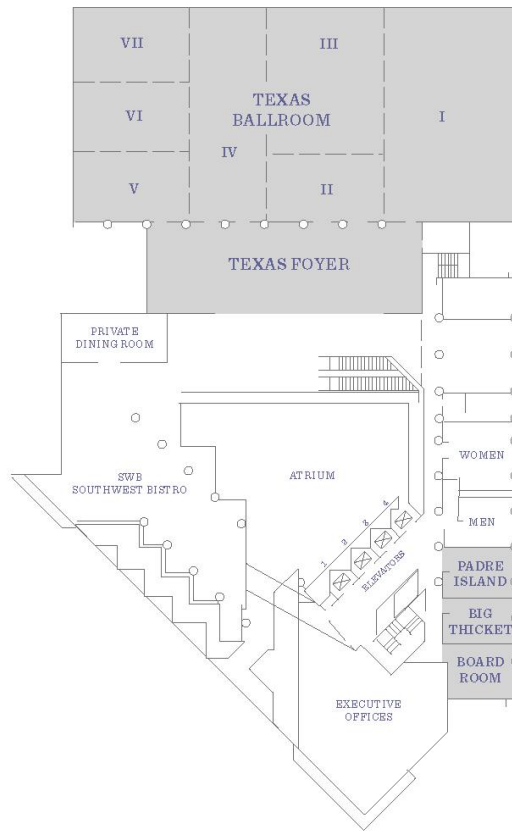 VII
III
TEXAS
BALLROOM
VI
I
IV
V
II
TEXAS FOYER
PRIVATE
DINING ROOM
WOMEN
SWB
SOUTHWEST BISTRO
ATRIUM
MEN
1
2
3
4
ELEVATORS
PADRE
ISLAND
BIG
THICKET
BOARD
ROOM
EXECUTIVE
OFFICES